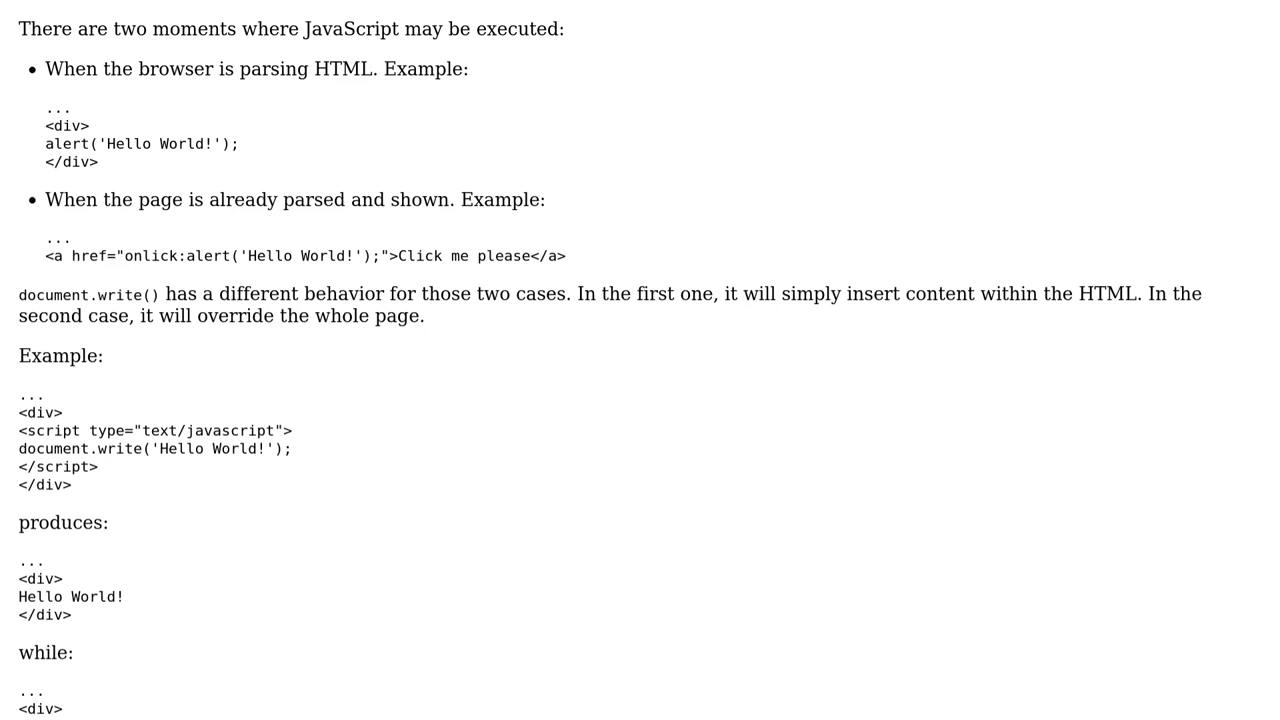 There are two moments where JavaScript may be executed:
• When the browser is parsing HTML. Example:
...
<div>
alert('Hello World!');
</div>
• When the page is already parsed and shown. Example:
...
<a href="onlick:alert('Hello World!');">Click me please</a>
document.write() has a different behavior for those two cases. In the first one, it will simply insert content within the HTML. In the
second case, it will override the whole page.
Example:
...
<div>
<script type="text/javascript">
document.write('Hello World!');
</script>
</div>
produces:
...
<div>
Hello World!
</div>
while:
...
<div>